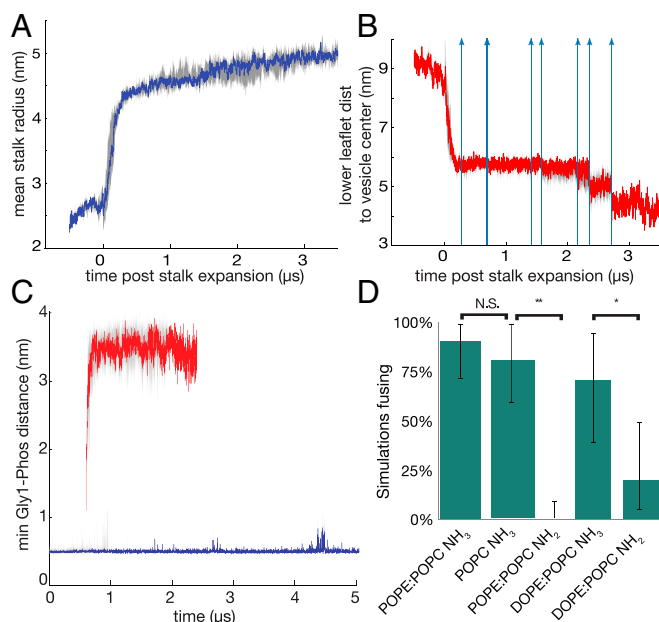 A
mean stalk radius (nm)
5
4
3
2
0
1
2
3
time post stalk expansion (µs)
B
lower leaflet dist
to vesicle center (nm)
9
7
5
3
0
1
2
3
time post stalk expansion (µs)
C
min Gly1-Phos distance (nm)
4
3
2
1
0
0
1
2
3
4
5
time (us)
D
N.S.
**
*
Simulations fusing
100%
75%
50%
25%
0%
POPE:POPC NH3
POPC NH3
POPE:POPC NH2
DOPE:POPC NH3
DOPE:POPC NH2